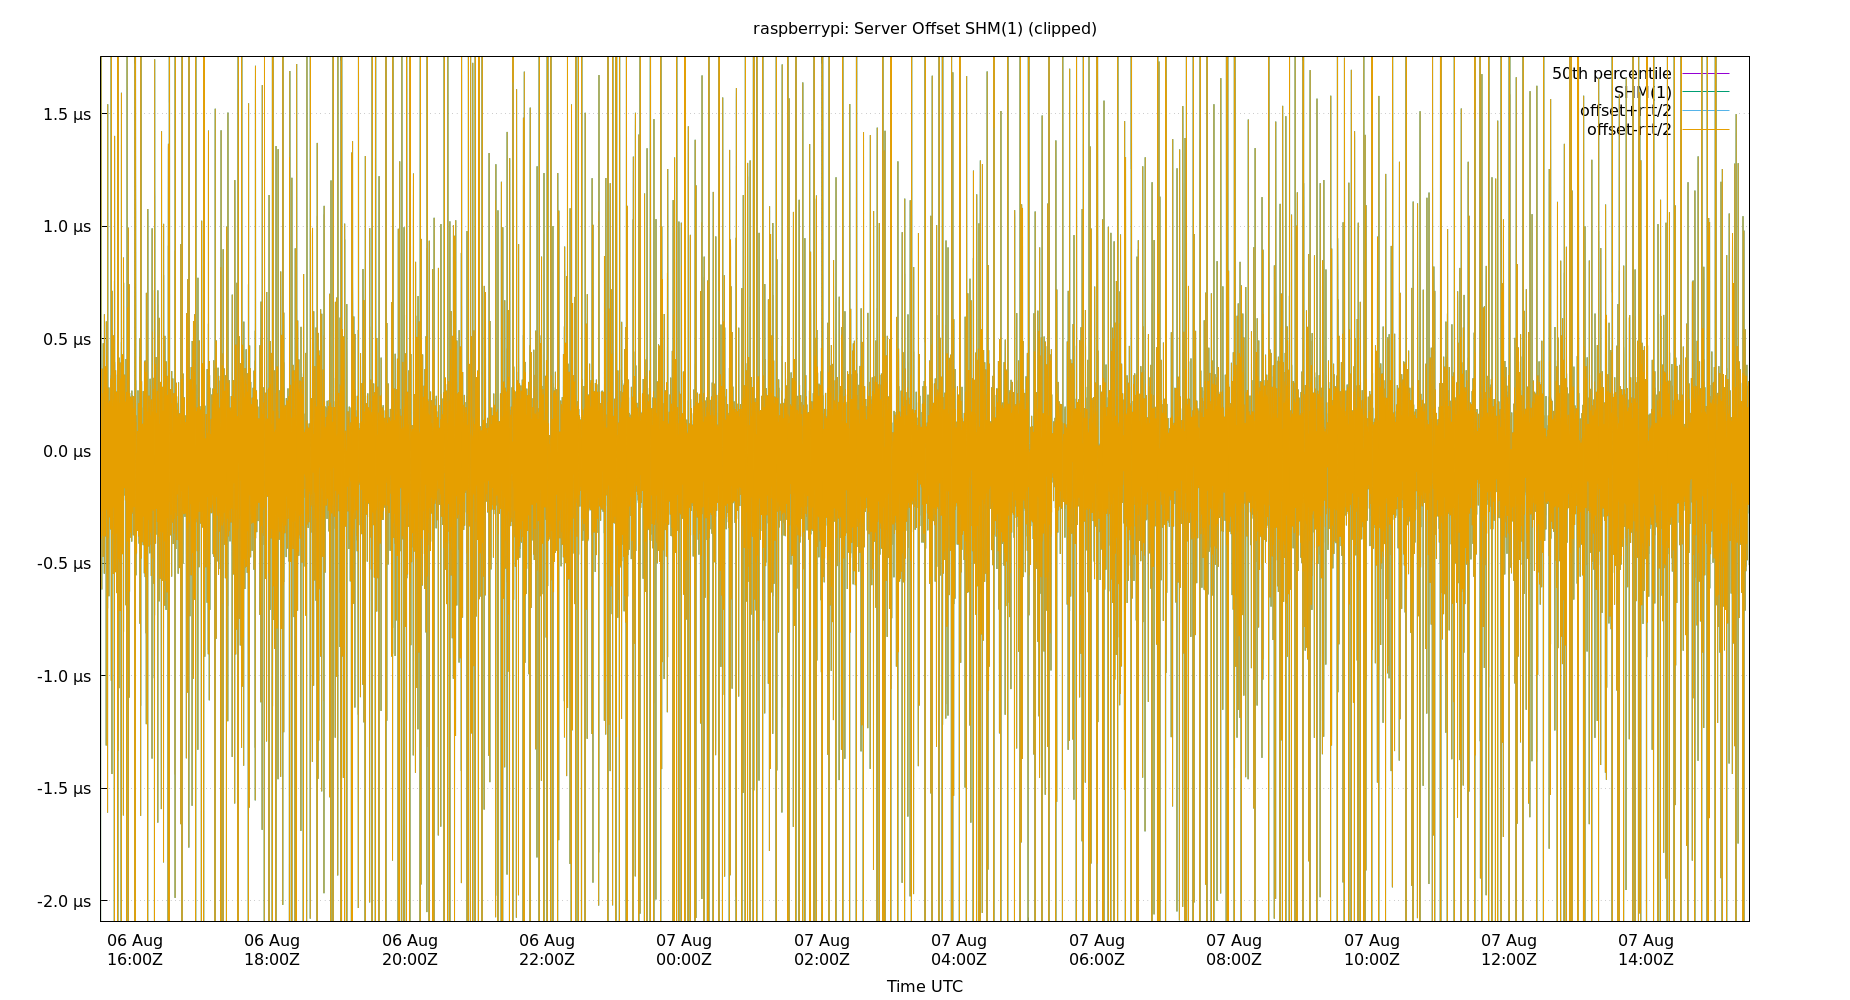 raspberrypi: Server Offset SHM(1) (clipped)
50th percentile
SHM(1)
offset+rtt/2
offset-rtt/2
1.5 µs
1.0 µs
0.5 µs
0.0 µs
-0.5 µs
-1.0 µs
-1.5 µs
-2.0 µs
06 Aug 06 Aug 06 Aug 06 Aug 07 Aug 07 Aug 07 Aug 07 Aug 07 Aug 07 Aug 07 Aug 07 Aug
16:00Z 18:00Z 20:00Z 22:00Z 00:00Z 02:00Z 04:00Z 06:00Z 08:00Z 10:00Z 12:00Z 14:00Z
Time UTC